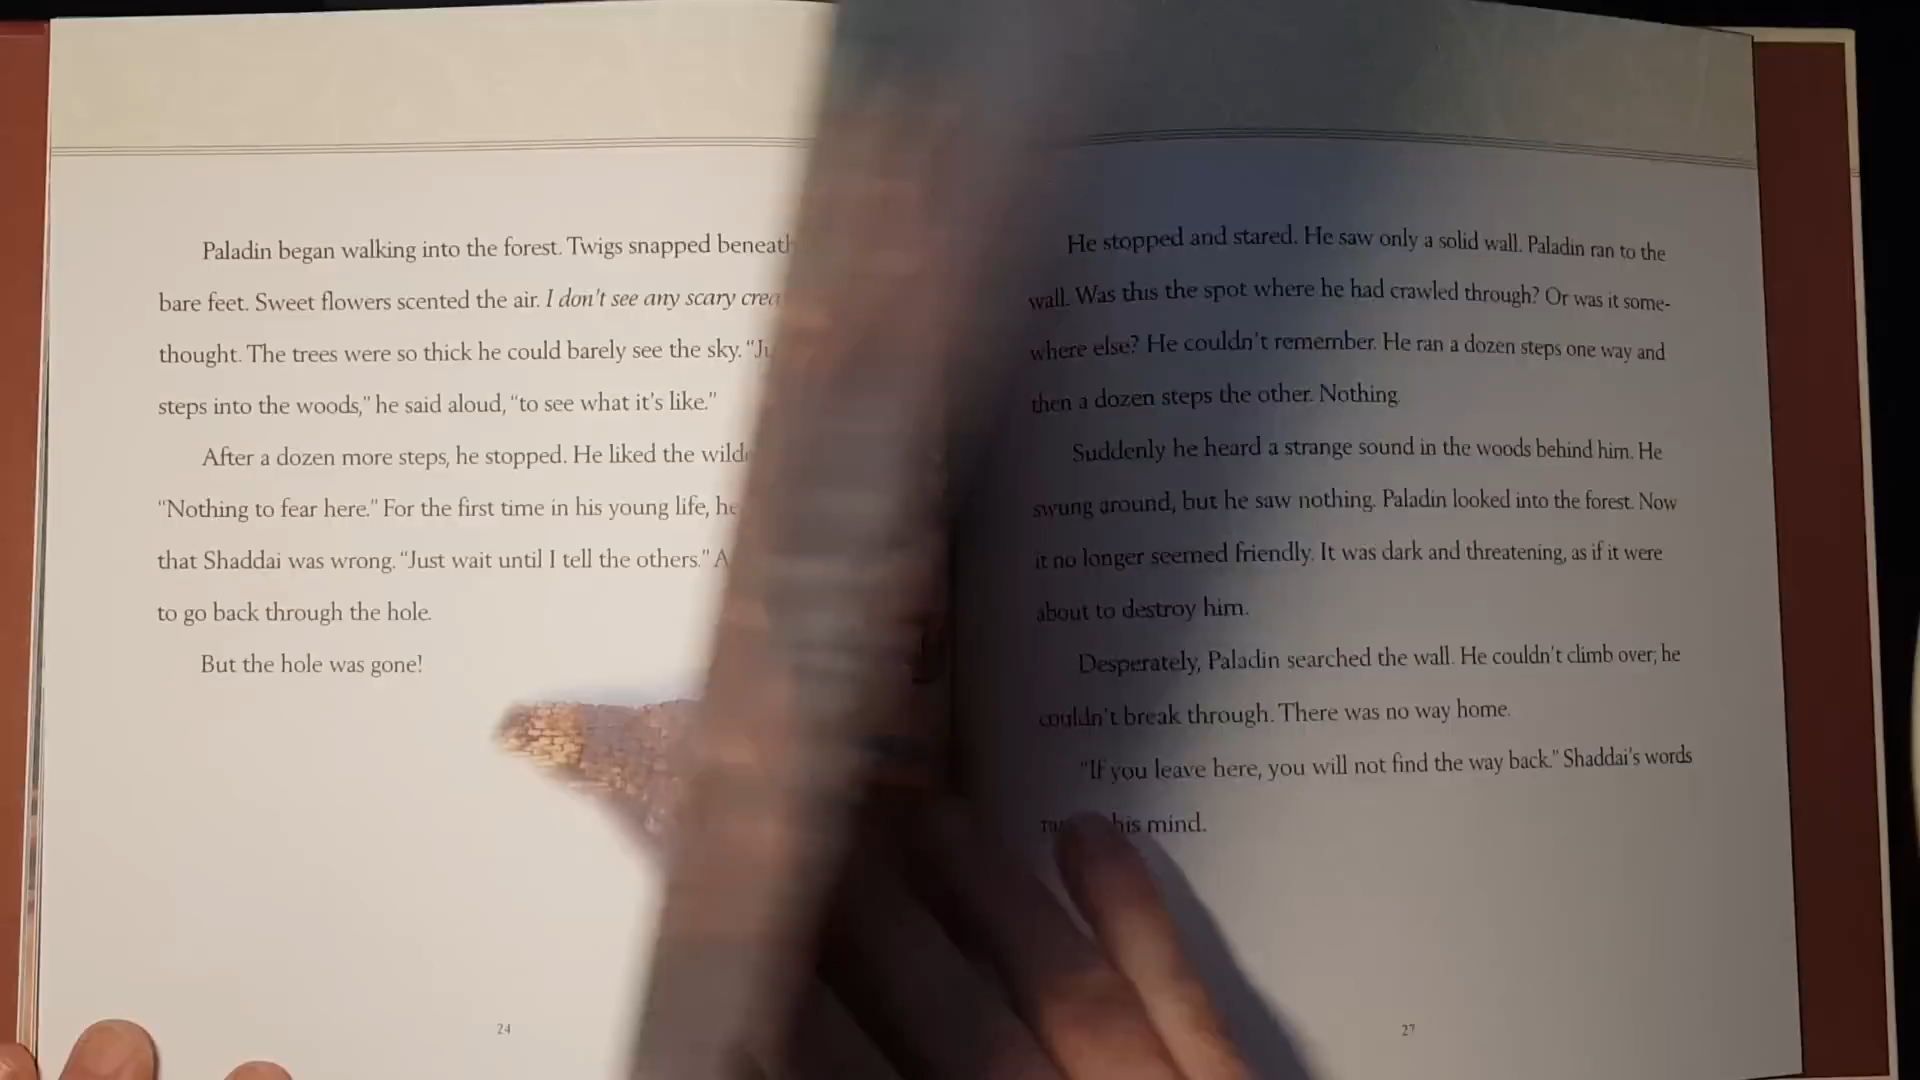 Paladin began walking into the forest. Twigs snapped beneath
bare feet. Sweet flowers scented the air. I don't see any scary
thought. The trees were so thick he could barely see the sky.
steps into the woods," he said aloud, "to see what it's like."
After a dozen more steps, he stopped. He liked the
"Nothing to fear here." For the first time in his young life,
that Shaddai was wrong. "Just wait until I tell the others."
to go back through the hole.
But the hole was gone!
24
He stopped and stared. He saw only a solid wall. Paladin ran to the
wall. Was this the spot where he had crawled through? Or was it some-
where else? He couldn't remember. He ran a dozen steps one way and
then a dozen steps the other. Nothing.
Suddenly he heard a strange sound in the woods behind him. He
swung around, but he saw nothing. Paladin looked into the forest. Now
it no longer seemed friendly. It was dark and threatening, as if it were
about to destroy him.
Desperately, Paladin searched the wall. He couldn't climb over; he
couldn't break through. There was no way home.
"If you leave here, you will not find the way back." Shaddai's words
his mind.
27